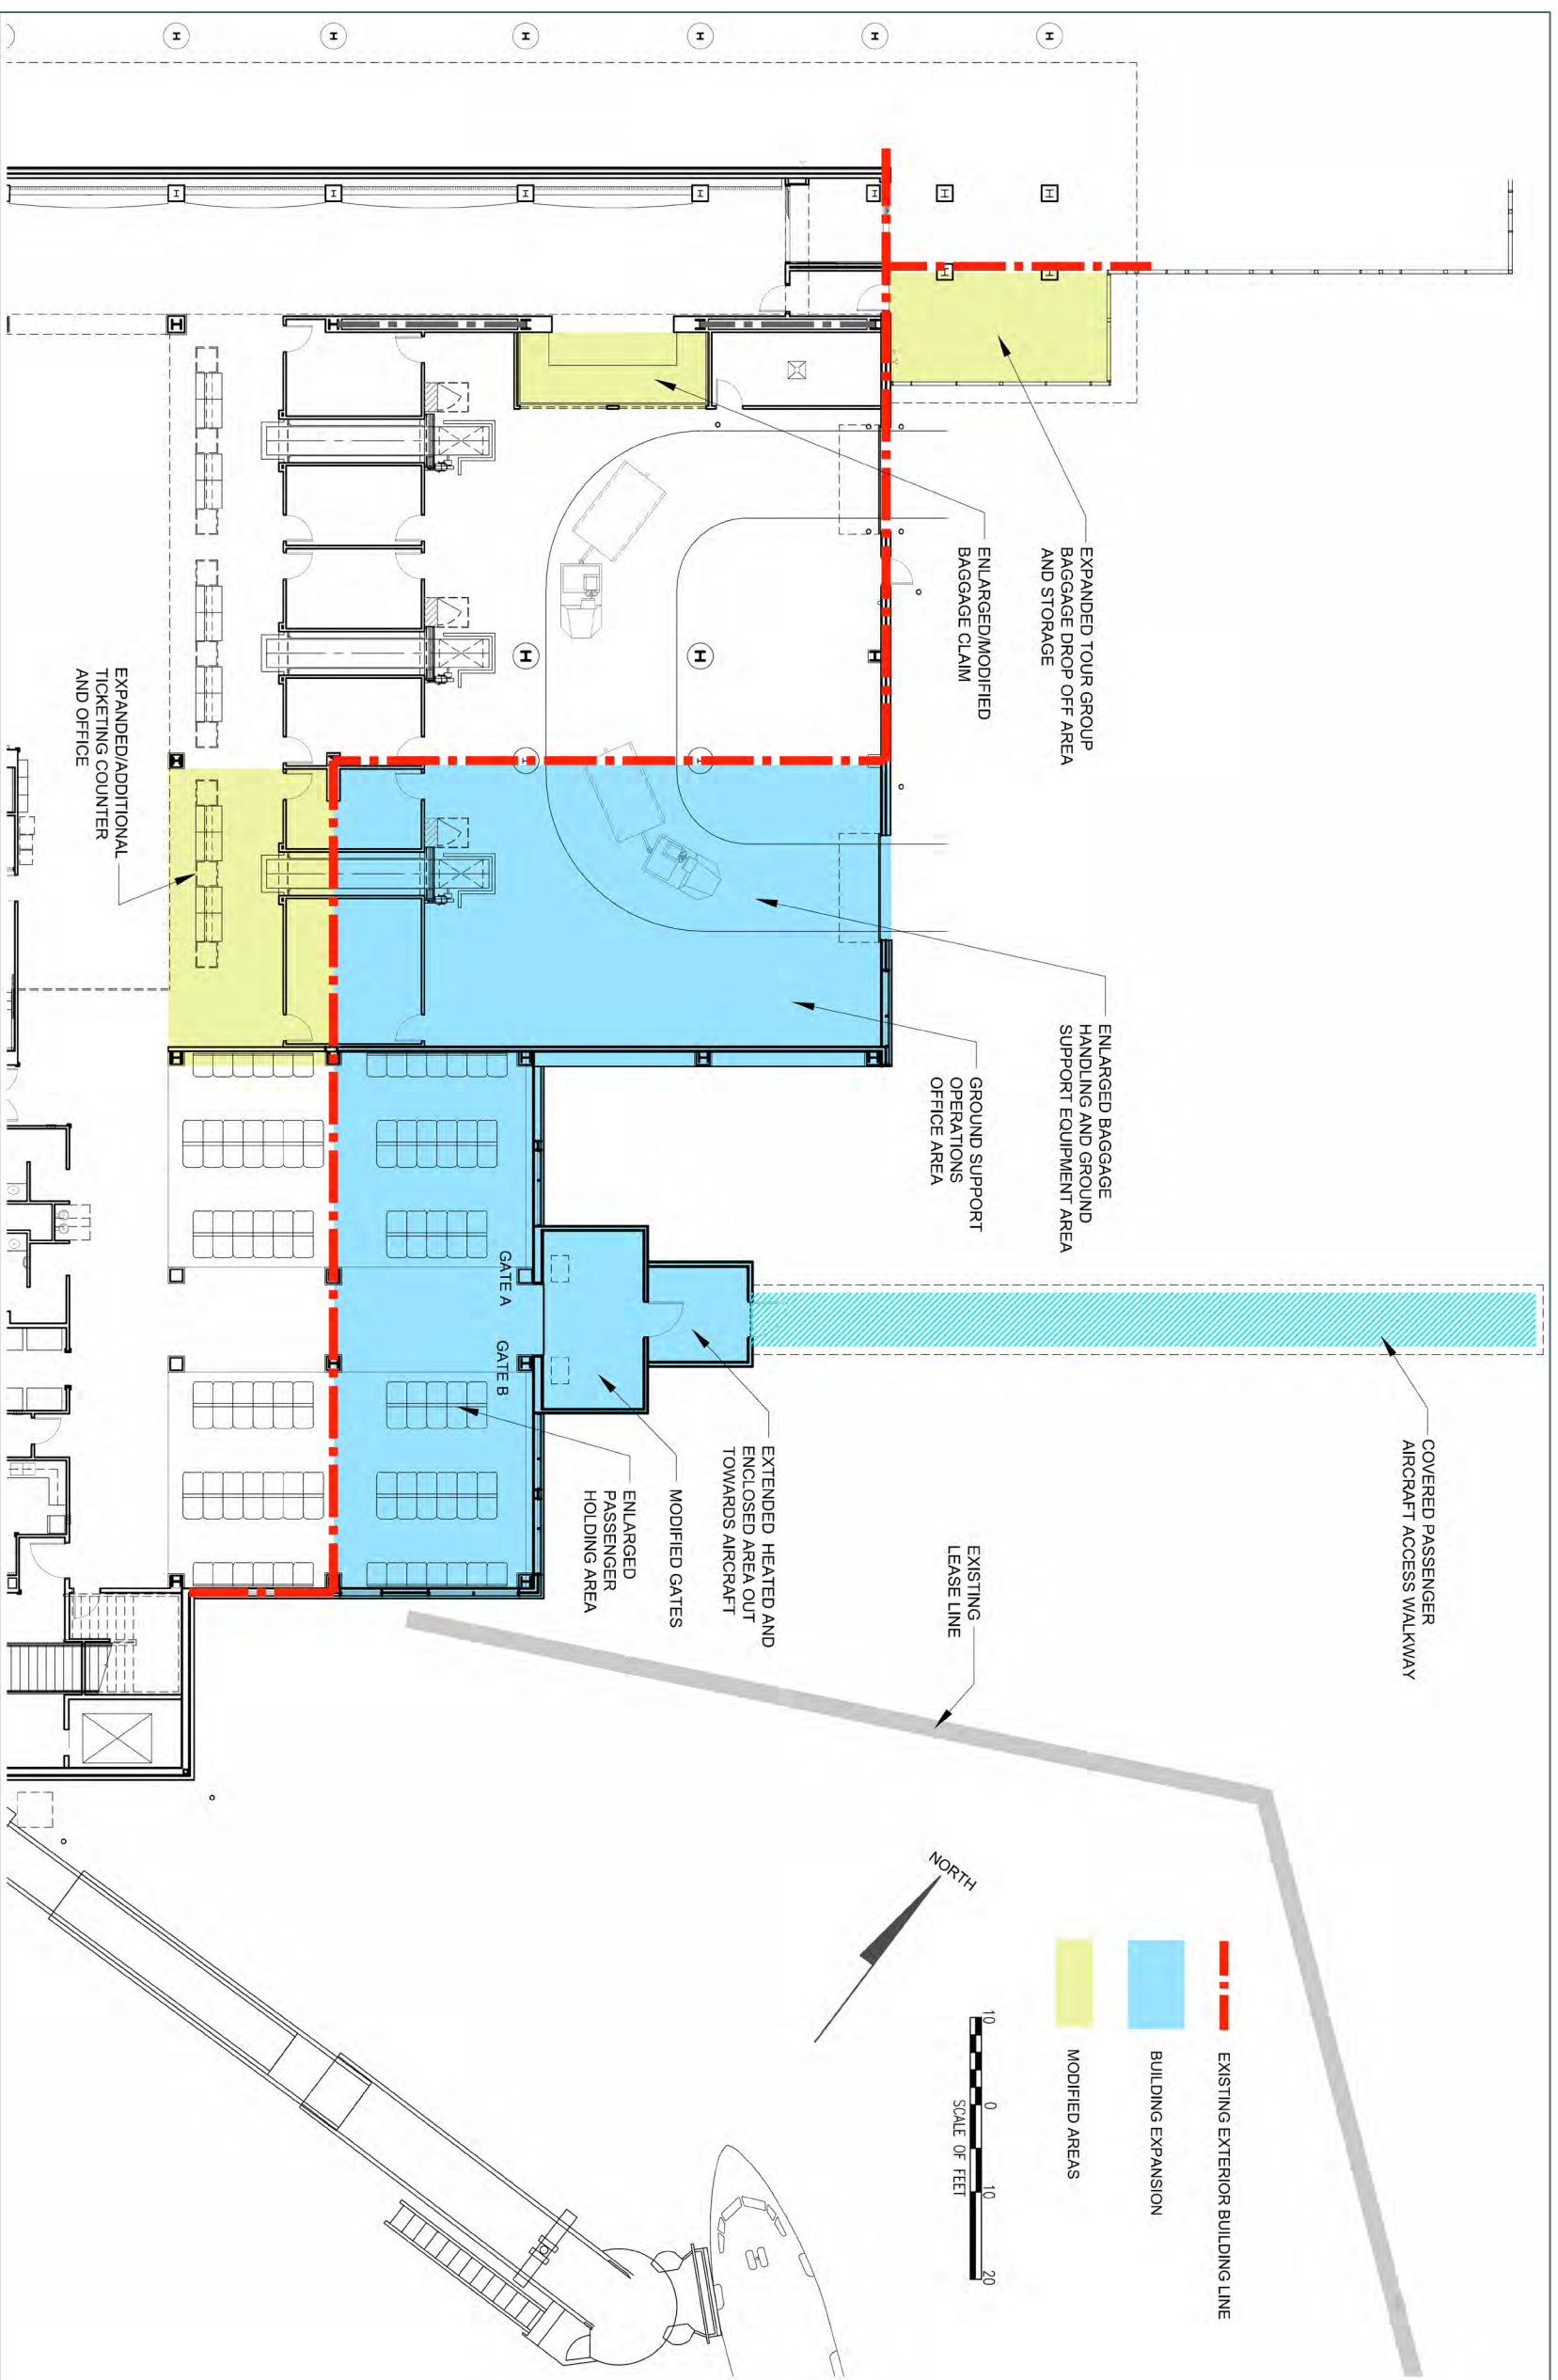 EXPANDED TOUR GROUP
BAGGAGE DROP OFF AREA
AND STORAGE
ENLARGED/MODIFIED
BAGGAGE CLAIM
EXPANDED/ADDITIONAL
TICKETING COUNTER
AND OFFICE
ENLARGED BAGGAGE
HANDLING AND GROUND
SUPPORT EQUIPMENT AREA
GROUND SUPPORT
OPERATIONS
OFFICE AREA
GATE A
GATE B
COVERED PASSENGER
AIRCRAFT ACCESS WALKWAY
EXTENDED HEATED AND
ENCLOSED AREA OUT
TOWARDS AIRCRAFT
MODIFIED GATES
ENLARGED
PASSENGER
HOLDING AREA
EXISTING
LEASE LINE
NORTH
EXISTING EXTERIOR BUILDING LINE
BUILDING EXPANSION
MODIFIED AREAS
10 0 10 20
SCALE OF FEET